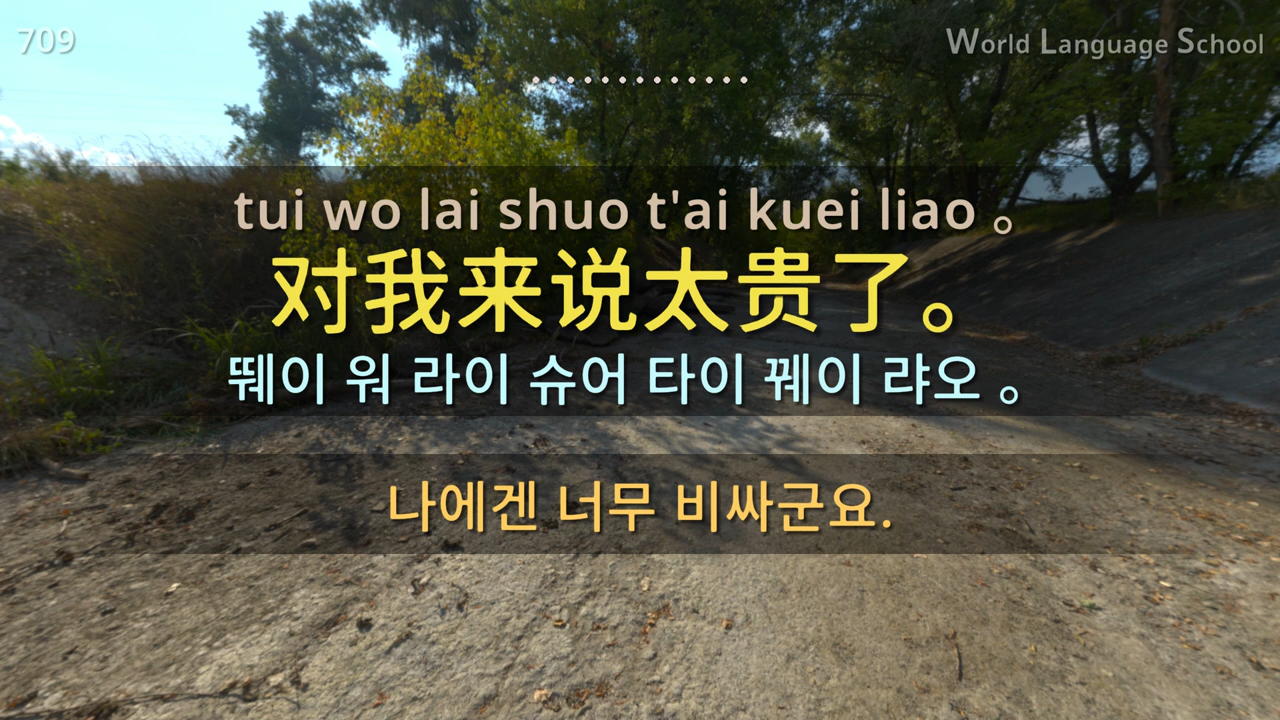 709
World Language School
tui wo lai shuo t'ai kuei liao 。
对我来说太贵了。
뛔이 워 라이 슈어 타이 꿰이 랴오 。
나에겐 너무 비싸군요.